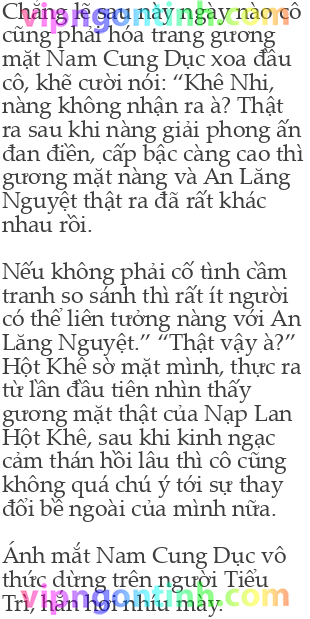 Chẳng lẽ sau này ngày nào cô
cũng phải hóa trang gương
mặt Nam Cung Dục xoa đầu
cô, khẽ cười nói: “Khê Nhi,
nàng không nhận ra à? Thật
ra sau khi nàng giải phong ấn
đan điền, cấp bậc càng cao thì
gương mặt nàng và An Lăng
Nguyệt thật ra đã rất khác
nhau rồi.
Nếu không phải cố tình cầm
tranh so sánh thì rất ít người
có thể liên tưởng nàng với An
Lăng Nguyệt.” “Thật vậy à?”
Hột Khê sờ mặt mình, thực ra
từ lần đầu tiên nhìn thấy
gương mặt thật của Nạp Lan
Hột Khê, sau khi kinh ngạc
cảm thán hồi lâu thì cô cũng
không quá chú ý tới sự thay
đổi bề ngoài của mình nữa.
Ánh mắt Nam Cung Dục vô
thức dừng trên người Tiểu
Trì, hắn hơi nhíu mày.
vipngontinh.com
vipngontinh.com